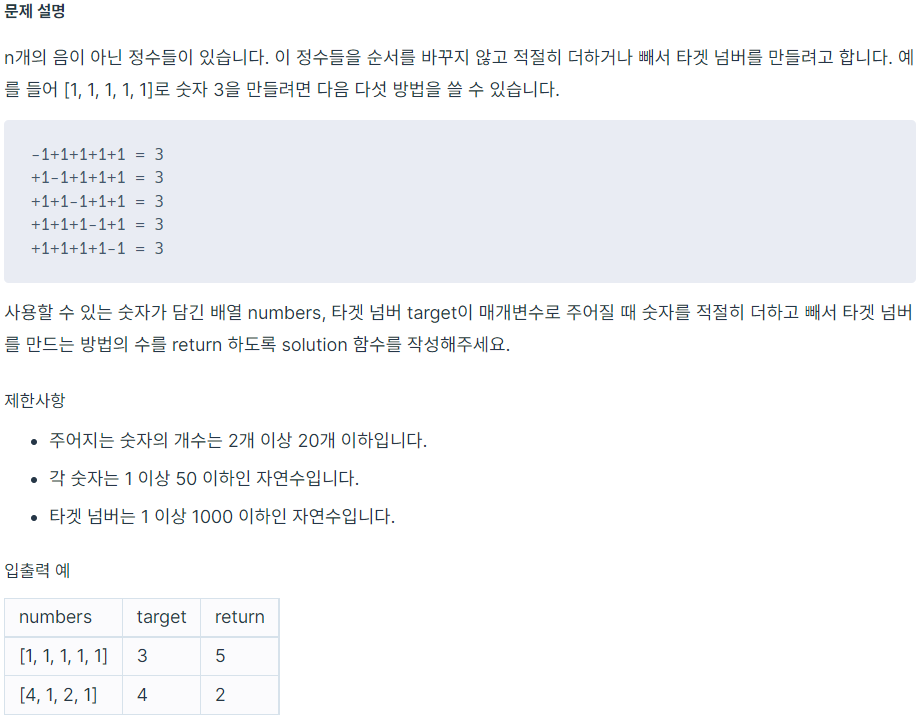 문제 설명
n개의 음이 아닌 정수들이 있습니다. 이 정수들을 순서를 바꾸지 않고 적절히 더하거나 빼서 타겟 넘버를 만들려고 합니다. 예
를 들어 [1, 1, 1, 1, 1]로 숫자 3을 만들려면 다음 다섯 방법을 쓸 수 있습니다.
-1+1+1+1+1 = 3
+1-1+1+1+1 = 3
+1+1-1+1+1 = 3
+1+1+1-1+1 = 3
+1+1+1+1-1 = 3
사용할 수 있는 숫자가 담긴 배열 numbers, 타겟 넘버 target이 매개변수로 주어질 때 숫자를 적절히 더하고 빼서 타겟 넘버
를 만드는 방법의 수를 return 하도록 solution 함수를 작성해주세요.
제한사항
• 주어지는 숫자의 개수는 2개 이상 20개 이하입니다.
• 각 숫자는 1 이상 50 이하인 자연수입니다.
• 타겟 넘버는 1 이상 1000 이하인 자연수입니다.
입출력 예
numbers target return
[1, 1, 1, 1, 1] 3 5
[4, 1, 2, 1] 4 2